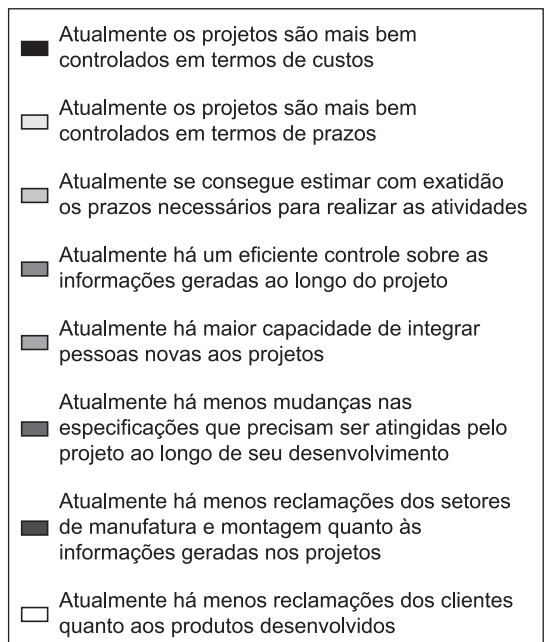 Atualmente os projetos são mais bem
controlados em termos de custos
Atualmente os projetos são mais bem
controlados em termos de prazos
Atualmente se consegue estimar com exatidão
os prazos necessários para realizar as atividades
Atualmente há um eficiente controle sobre as
informações geradas ao longo do projeto
Atualmente há maior capacidade de integrar
pessoas novas aos projetos
Atualmente há menos mudanças nas
especificações que precisam ser atingidas pelo
projeto ao longo de seu desenvolvimento
Atualmente há menos reclamações dos setores
de manufatura e montagem quanto às
informações geradas nos projetos
Atualmente há menos reclamações dos clientes
quanto aos produtos desenvolvidos